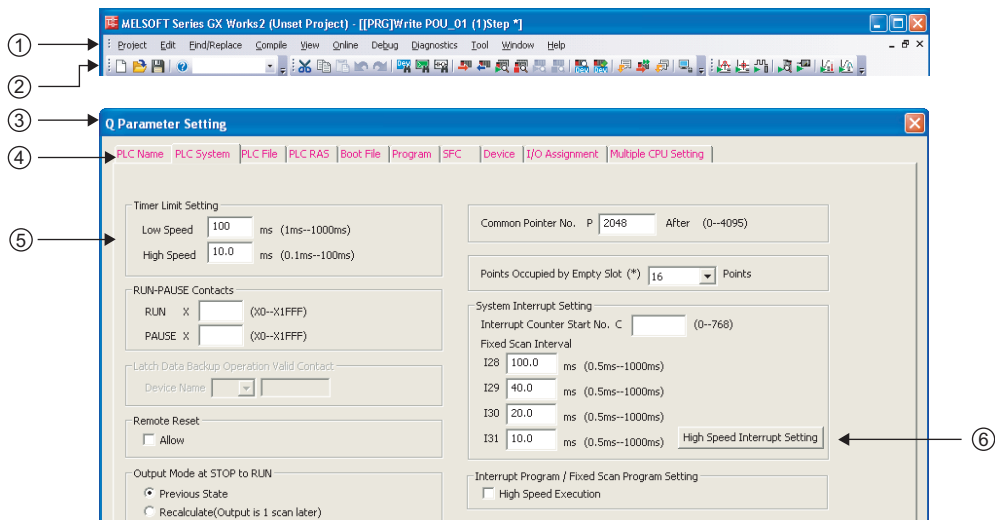 MELSOFT Series GX Works2 (Unset Project) - [[PRG]Write POU_01 (1)Step *]
① Project Edit Find/Replace Compile View Online Debug Diagnostics Tool Window Help
②
③ Q Parameter Setting
④ PLC Name PLC System PLC File PLC RAS Boot File Program SFC Device I/O Assignment Multiple CPU Setting
⑤
Timer Limit Setting
Low Speed 100 ms (1ms--1000ms)
High Speed 10.0 ms (0.1ms--100ms)
RUN-PAUSE Contacts
RUN X (X0--X1FFF)
PAUSE X (X0--X1FFF)
Latch Data Backup Operation Valid Contact
Device Name
Remote Reset
Allow
Output Mode at STOP to RUN
Previous State
Recalculate(Output is 1 scan later)
Common Pointer No. P 2048 After (0--4095)
Points Occupied by Empty Slot (*) 16 Points
System Interrupt Setting
Interrupt Counter Start No. C (0--768)
Fixed Scan Interval
I28 100.0 ms (0.5ms--1000ms)
I29 40.0 ms (0.5ms--1000ms)
I30 20.0 ms (0.5ms--1000ms)
I31 10.0 ms (0.5ms--1000ms) High Speed Interrupt Setting ⑥
Interrupt Program / Fixed Scan Program Setting
High Speed Execution